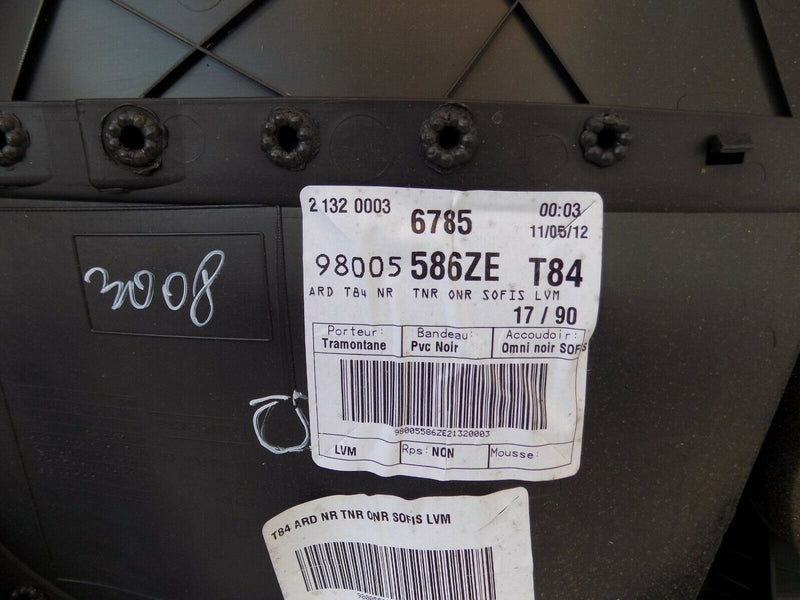 2 132 0003 6785 00:03
11/05/12
98005 586ZE T84
ARD T84 NR TNR ONR SOFIS LVM
17 / 90
Porteur: Bandeau: Accoudoir:
Tramontane Pvc Noir Omni noir SOFIS
98005586ZE21320003
LVM Rps: NON Mousse:
T84 ARD NR TNR ONR SOFIS LVM